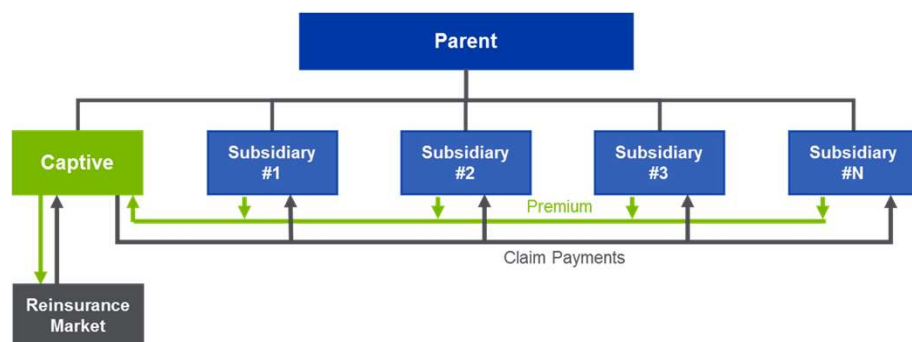 Parent
Captive
Subsidiary
#1
Subsidiary
#2
Subsidiary
#3
Subsidiary
#N
Premium
Claim Payments
Reinsurance
Market